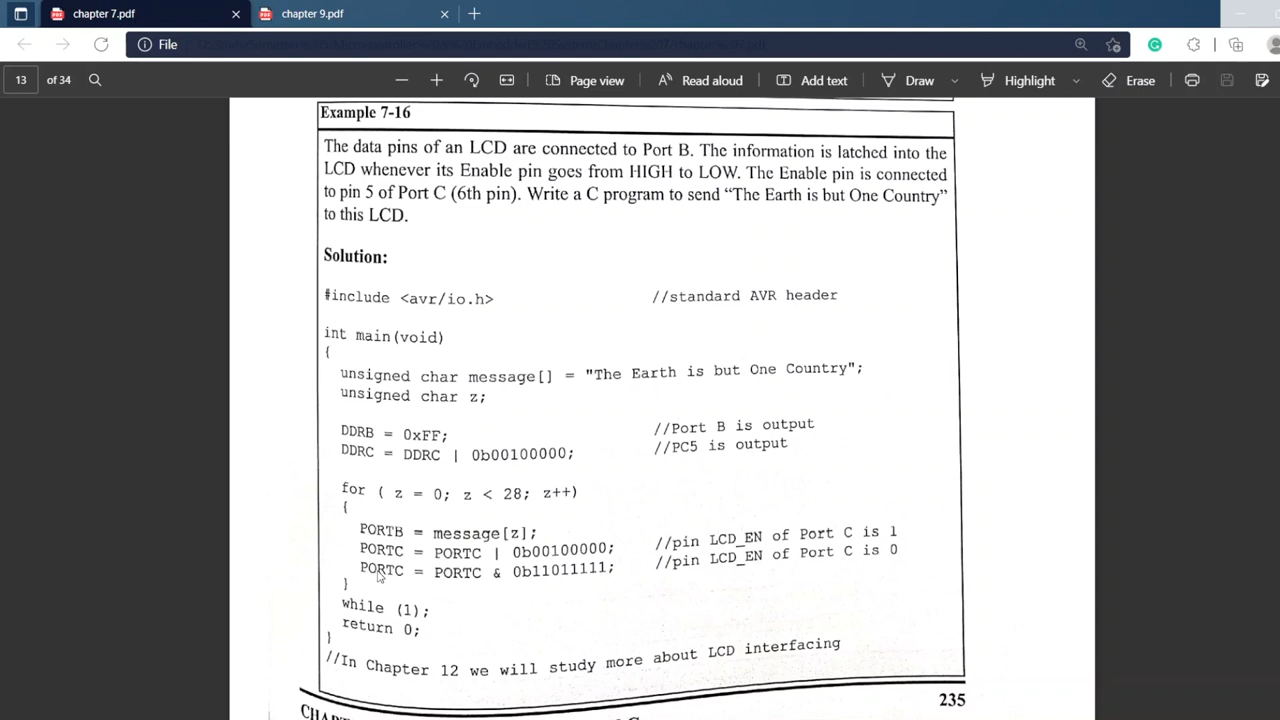 chapter 7.pdf
chapter 9.pdf
File
13 of 34
Page view
Read aloud
Add text
Draw
Highlight
Erase
Example 7-16
The data pins of an LCD are connected to Port B. The information is latched into the
LCD whenever its Enable pin goes from HIGH to LOW. The Enable pin is connected
to pin 5 of Port C (6th pin). Write a C program to send “The Earth is but One Country”
to this LCD.
Solution:
#include <avr/io.h> //standard AVR header
int main(void)
{
unsigned char message[] = "The Earth is but One Country";
unsigned char z;
DDRB = 0xFF; //Port B is output
DDRC = DDRC | 0b00100000; //PC5 is output
for ( z = 0; z < 28; z++)
{
PORTB = message[z];
PORTC = PORTC | 0b00100000; //pin LCD_EN of Port C is 1
PORTC = PORTC & 0b11011111; //pin LCD_EN of Port C is 0
}
while (1);
return 0;
}
//In Chapter 12 we will study more about LCD interfacing
235